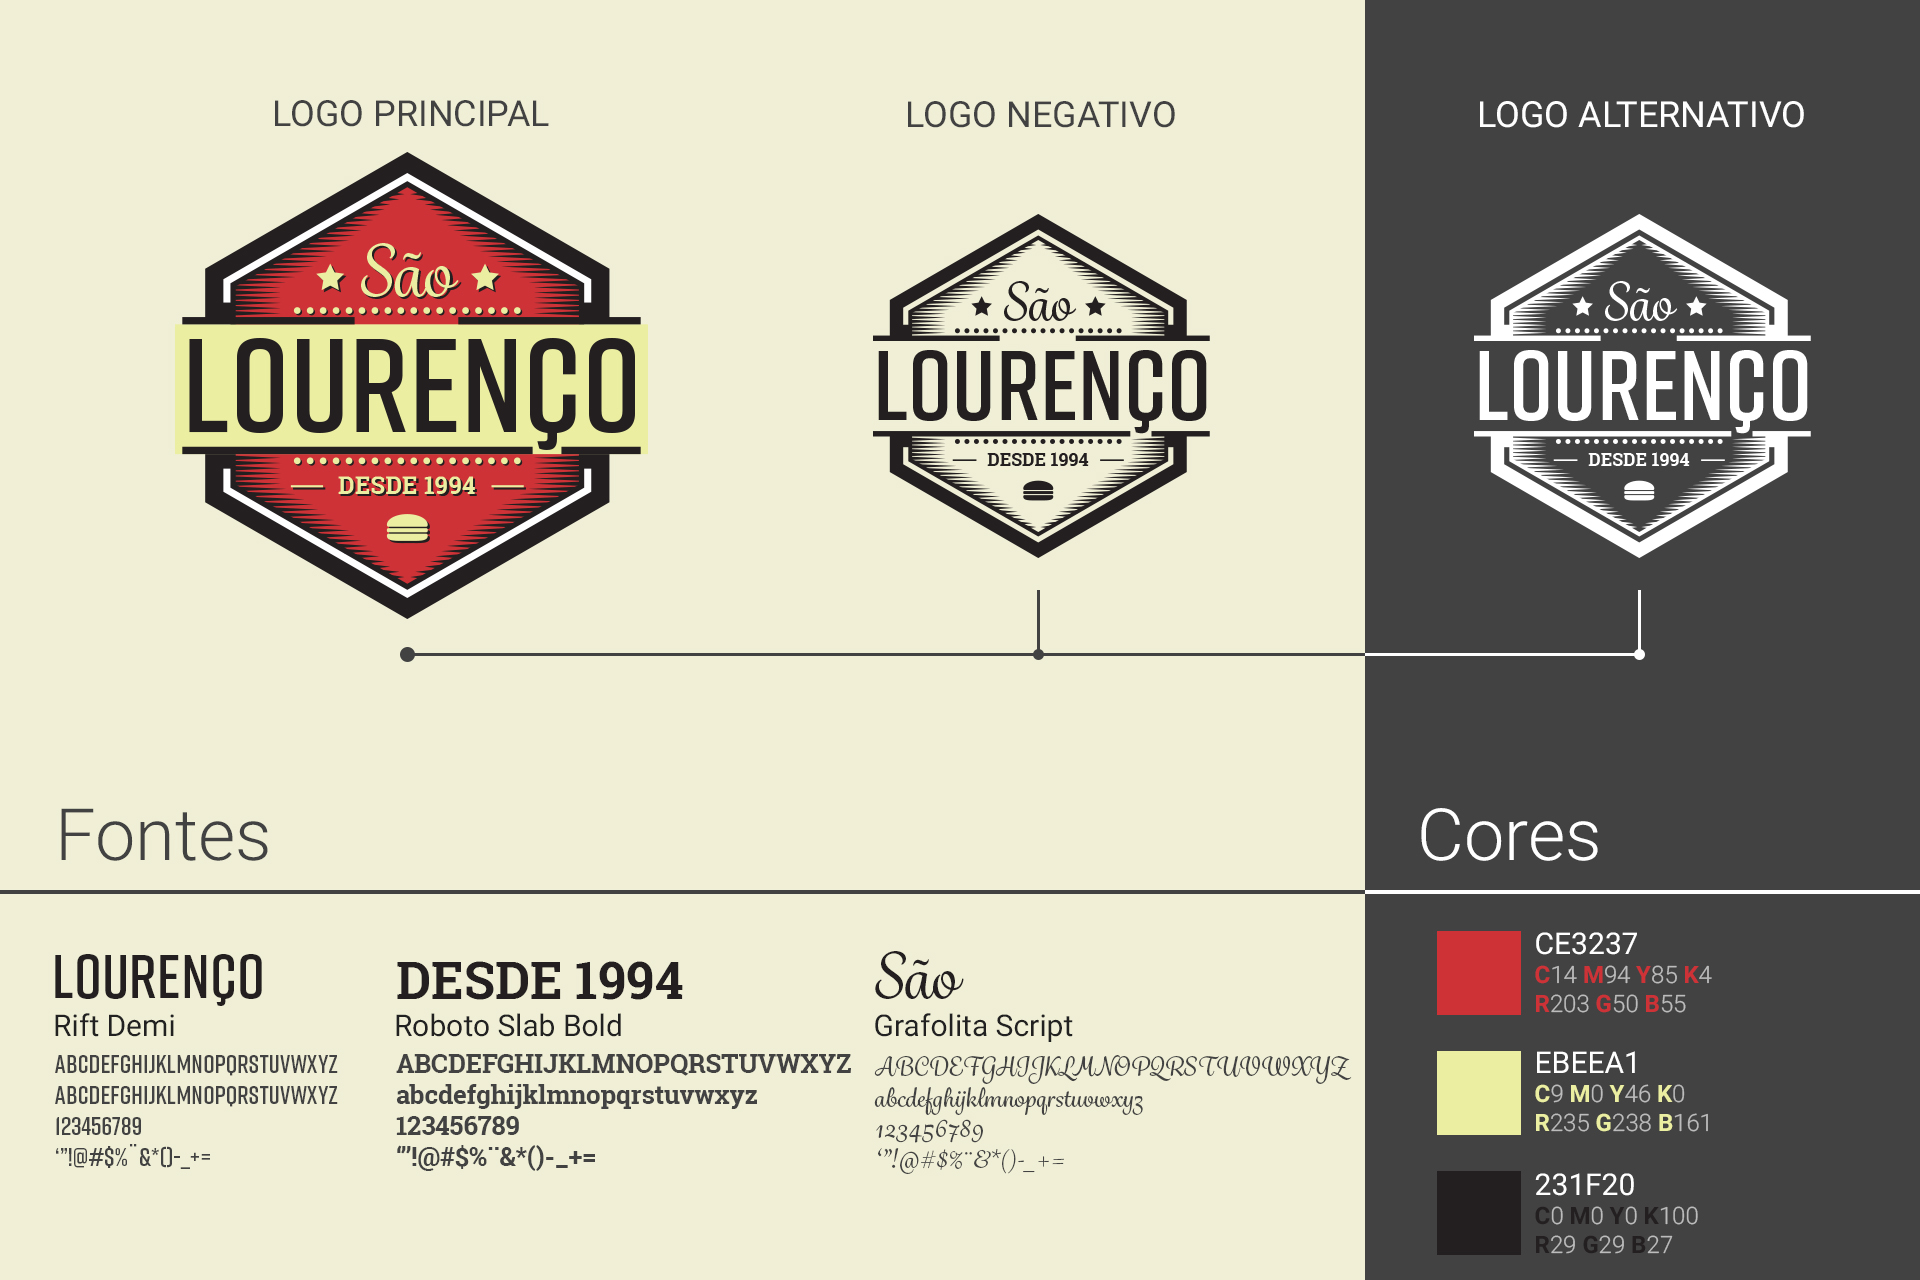 LOGO PRINCIPAL
São
LOURENÇO
DESDE 1994
LOGO NEGATIVO
São
LOURENÇO
DESDE 1994
LOGO ALTERNATIVO
São
LOURENÇO
DESDE 1994
Fontes
LOURENÇO
Rift Demi
ABCDEFGHIJKLMNOPQRSTUVWXYZ
ABCDEFGHIJKLMNOPQRSTUVWXYZ
123456789
‘”!@#$%¨&*()-_+=
DESDE 1994
Roboto Slab Bold
ABCDEFGHIJKLMNOPQRSTUVWXYZ
abcdefghijklmnopqrstuvwxyz
123456789
‘”!@#$%¨&*()-_+=
São
Grafolita Script
ABCDEFGHIJKLMNOPQRSTUVWXYZ
abcdefghijklmnopqrstuvwxyz
123456789
‘”!@#$%¨&*()-_+=
Cores
CE3237
C14 M94 Y85 K4
R203 G50 B55
EBEEA1
C9 M0 Y46 K0
R235 G238 B161
231F20
C0 M0 Y0 K100
R29 G29 B27